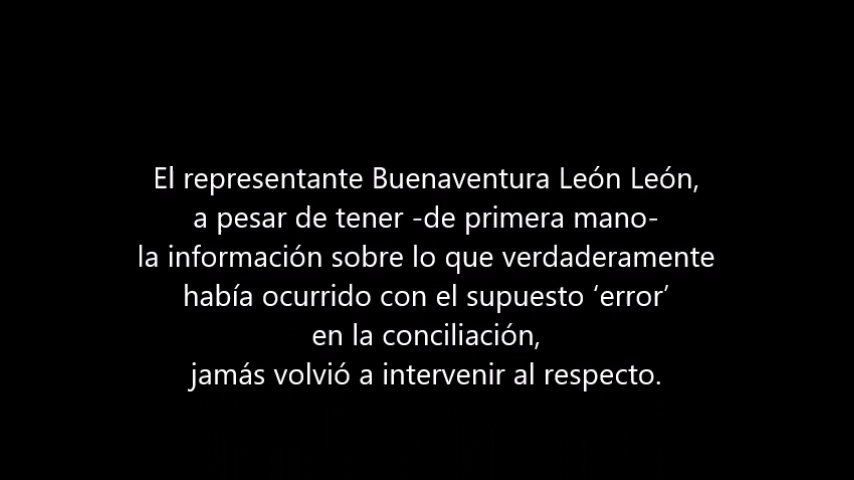 El representante Buenaventura León León,
a pesar de tener -de primera mano-
la información sobre lo que verdaderamente
había ocurrido con el supuesto ‘error’
en la conciliación,
jamás volvió a intervenir al respecto.